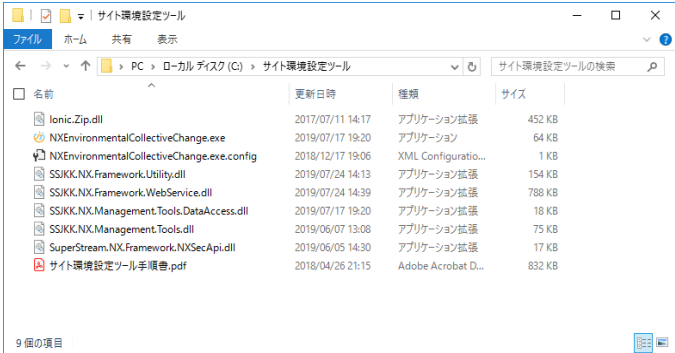 サイト環境設定ツール
ファイル ホーム 共有 表示
PC › ローカル ディスク (C:) › サイト環境設定ツール サイト環境設定ツールの検索
名前 更新日時 種類 サイズ
Ionic.Zip.dll 2017/07/11 14:17 アプリケーション拡張 452 KB
NXEnvironmentalCollectiveChange.exe 2019/07/17 19:20 アプリケーション 64 KB
NXEnvironmentalCollectiveChange.exe.config 2018/12/17 19:06 XML Configuratio... 1 KB
SSJKK.NX.Framework.Utility.dll 2019/07/24 14:13 アプリケーション拡張 154 KB
SSJKK.NX.Framework.WebService.dll 2019/07/24 14:39 アプリケーション拡張 788 KB
SSJKK.NX.Management.Tools.DataAccess.dll 2019/07/17 19:20 アプリケーション拡張 18 KB
SSJKK.NX.Management.Tools.dll 2019/06/07 13:08 アプリケーション拡張 75 KB
SuperStream.NX.Framework.NXSecApi.dll 2019/06/05 14:30 アプリケーション拡張 17 KB
サイト環境設定ツール手順書.pdf 2018/04/26 21:15 Adobe Acrobat D... 832 KB
9 個の項目